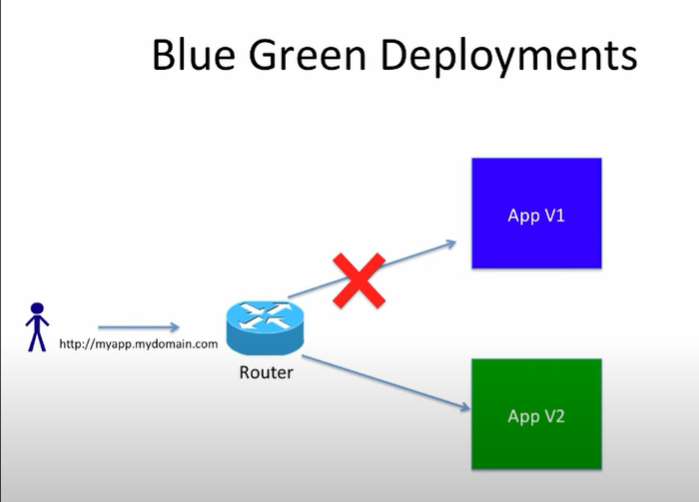 Blue Green Deployments
App V1
http://myapp.mydomain.com
Router
App V2